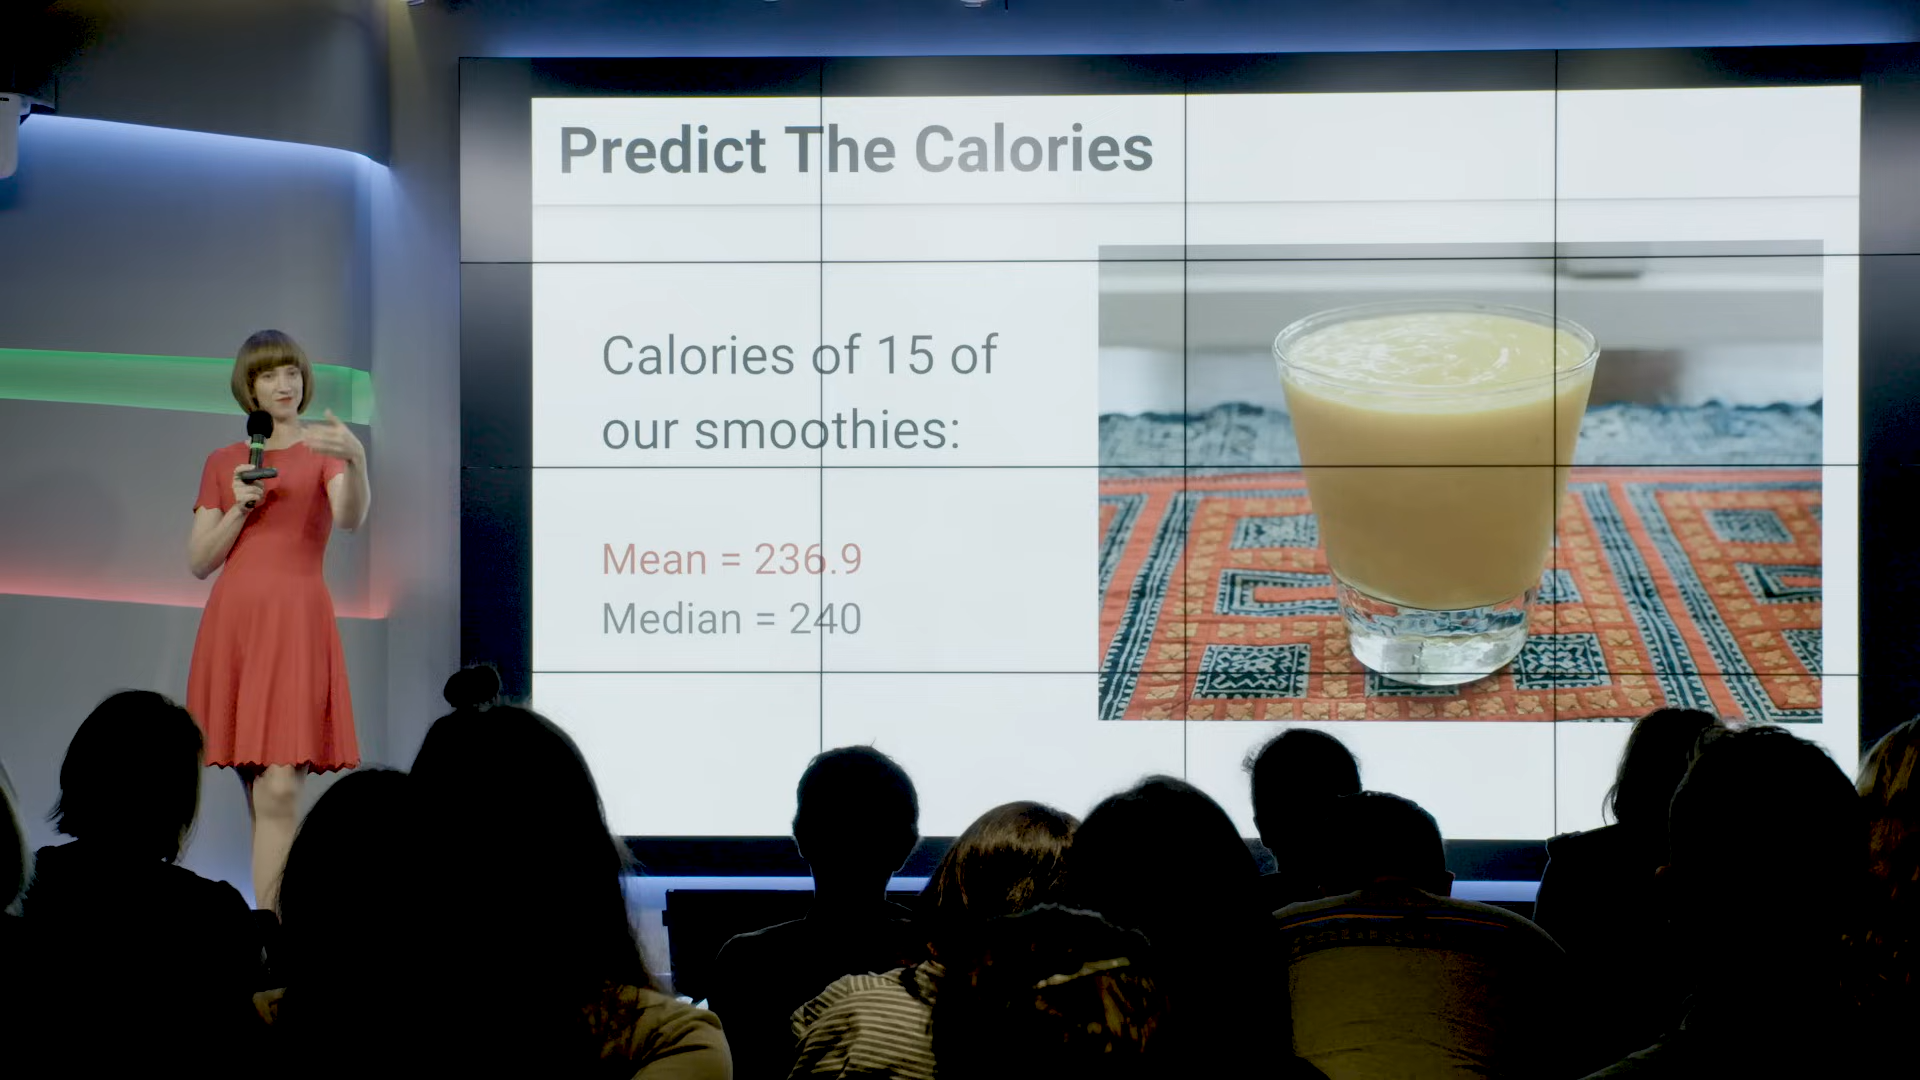 Predict The Calories
Calories of 15 of
our smoothies:
Mean = 236.9
Median = 240